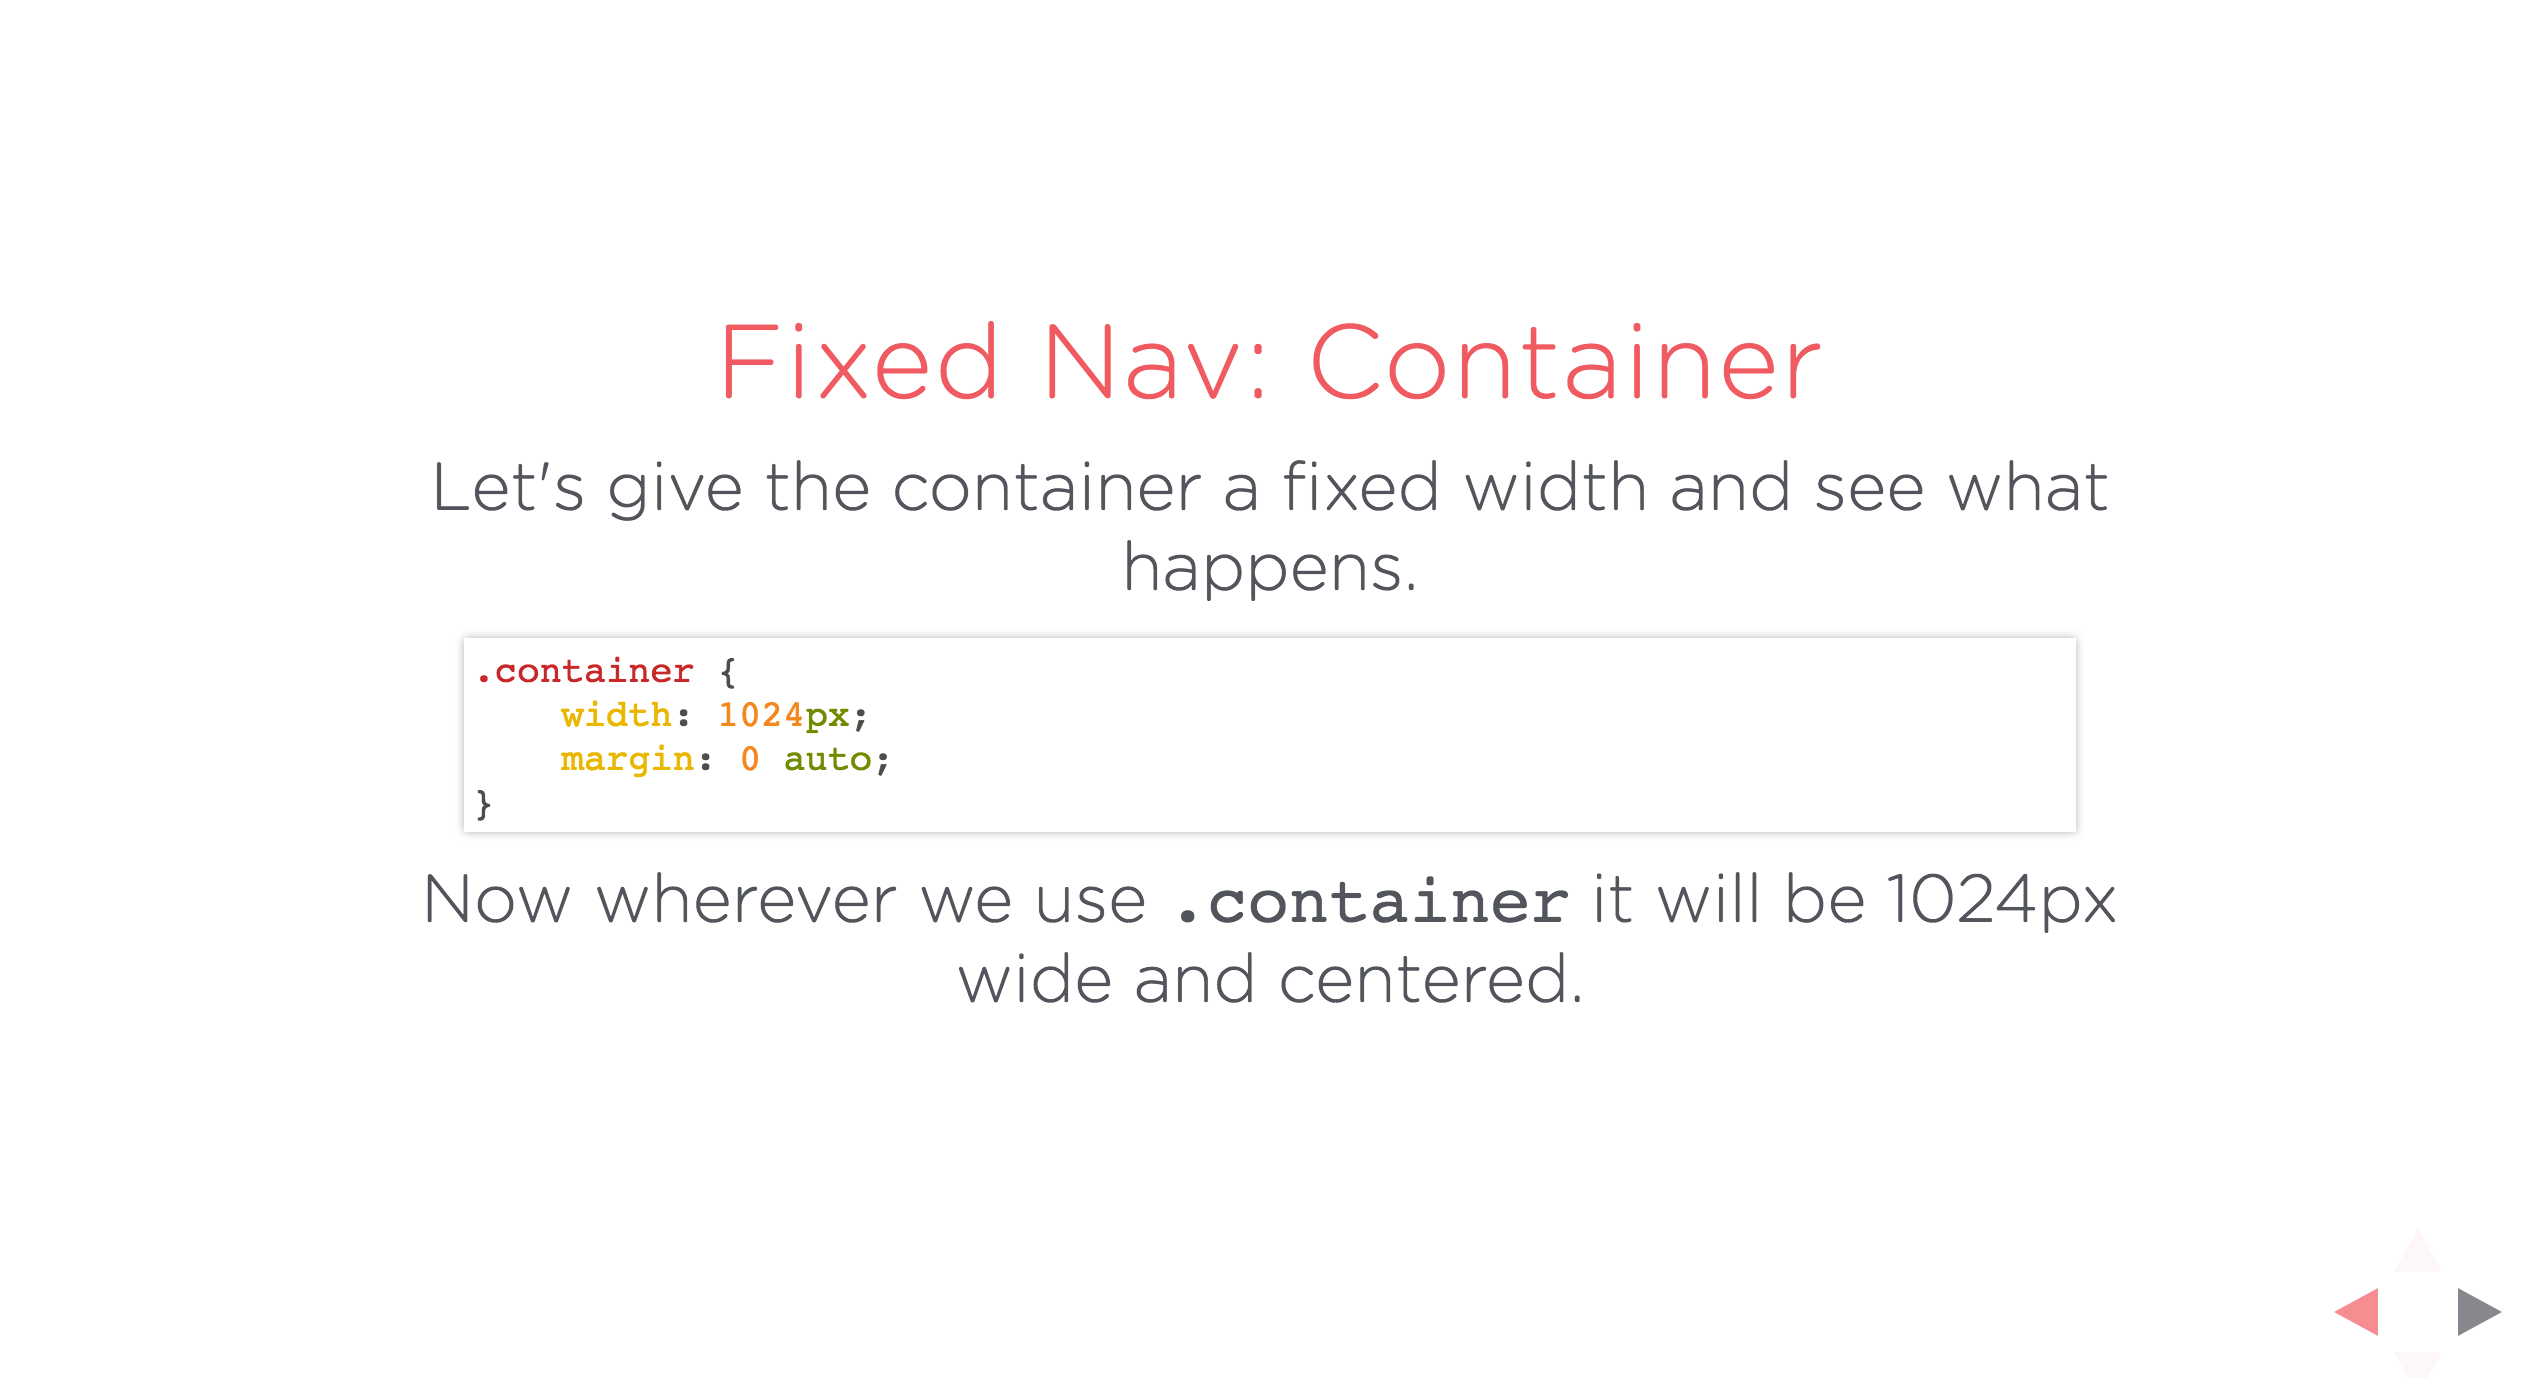 Fixed Nav: Container
Let's give the container a fixed width and see what
happens.
.container {
    width: 1024px;
    margin: 0 auto;
}
Now wherever we use .container it will be 1024px
wide and centered.